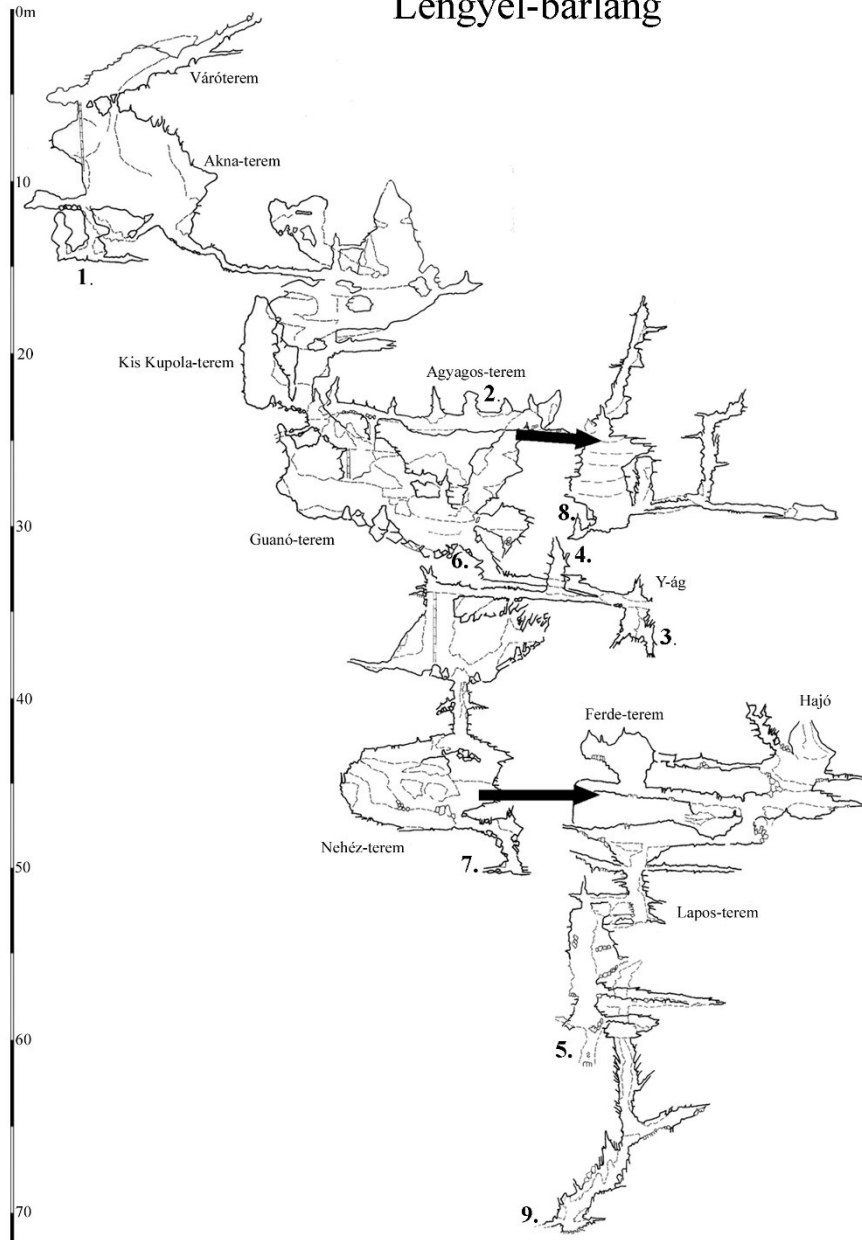 Lengyel-barlang
0m
Váróterem
Akna-terem
10
1.
20
Kis Kupola-terem
Agyagos-terem
2.
8.
30
Guanó-terem
6.
4.
Y-ág
3.
40
Ferde-terem
Hajó
Nehéz-terem
50
7.
Lapos-terem
60
5.
70
9.